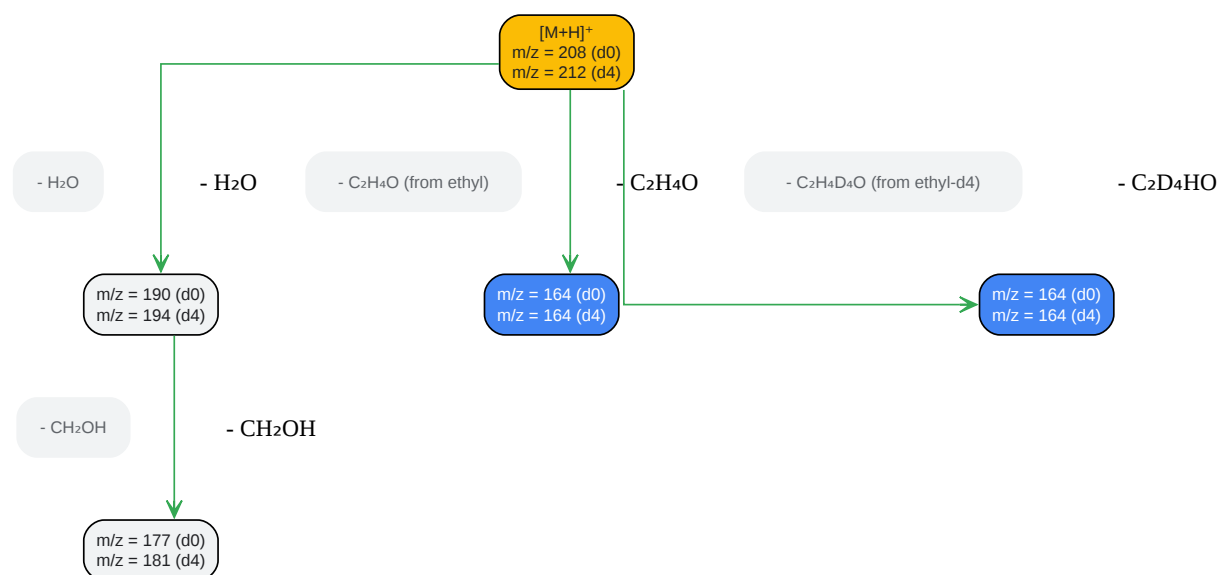 [M+H]⁺
m/z = 208 (d0)
m/z = 212 (d4)
- H₂O
- H₂O
- C₂H₄O (from ethyl)
- C₂H₄O
- C₂H₄D₄O (from ethyl-d4)
- C₂D₄HO
m/z = 190 (d0)
m/z = 194 (d4)
m/z = 164 (d0)
m/z = 164 (d4)
m/z = 164 (d0)
m/z = 164 (d4)
- CH₂OH
- CH₂OH
m/z = 177 (d0)
m/z = 181 (d4)